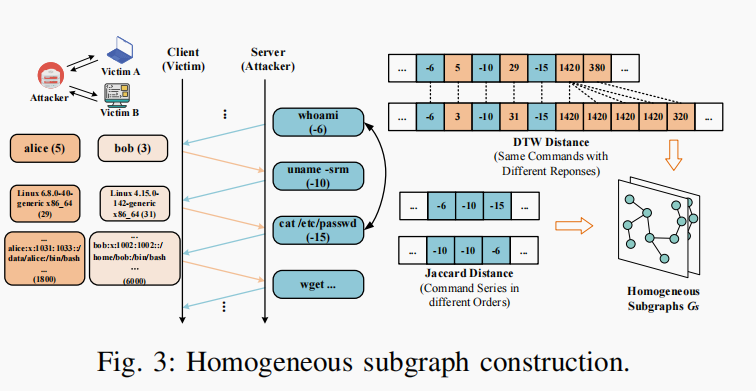 Attacker
Victim A
Victim B
Client
(Victim)
Server
(Attacker)
...
whoami
(-6)
uname -srm
(-10)
cat /etc/passwd
(-15)
wget ...
...
alice (5)
bob (3)
Linux 6.8.0-40-
generic x86_64
(29)
Linux 4.15.0-
142-generic
x86_64 (31)
...
alice:x:1031:1033::/
data/alice/bin/bash
...
(1800)
...
bob:x:1002:1002::/
home/bob:/bin/bash
...
(6000)
... -6 5 -10 29 -15 1420 380 ...
... -6 3 -10 31 -15 1420 1420 1420 1420 320 ...
DTW Distance
(Same Commands with
Different Reponses)
... -6 -10 -15 ...
... -10 -10 -6 ...
Jaccard Distance
(Command Series in
different Orders)
Homogeneous
Subgraphs Gs
Fig. 3: Homogeneous subgraph construction.